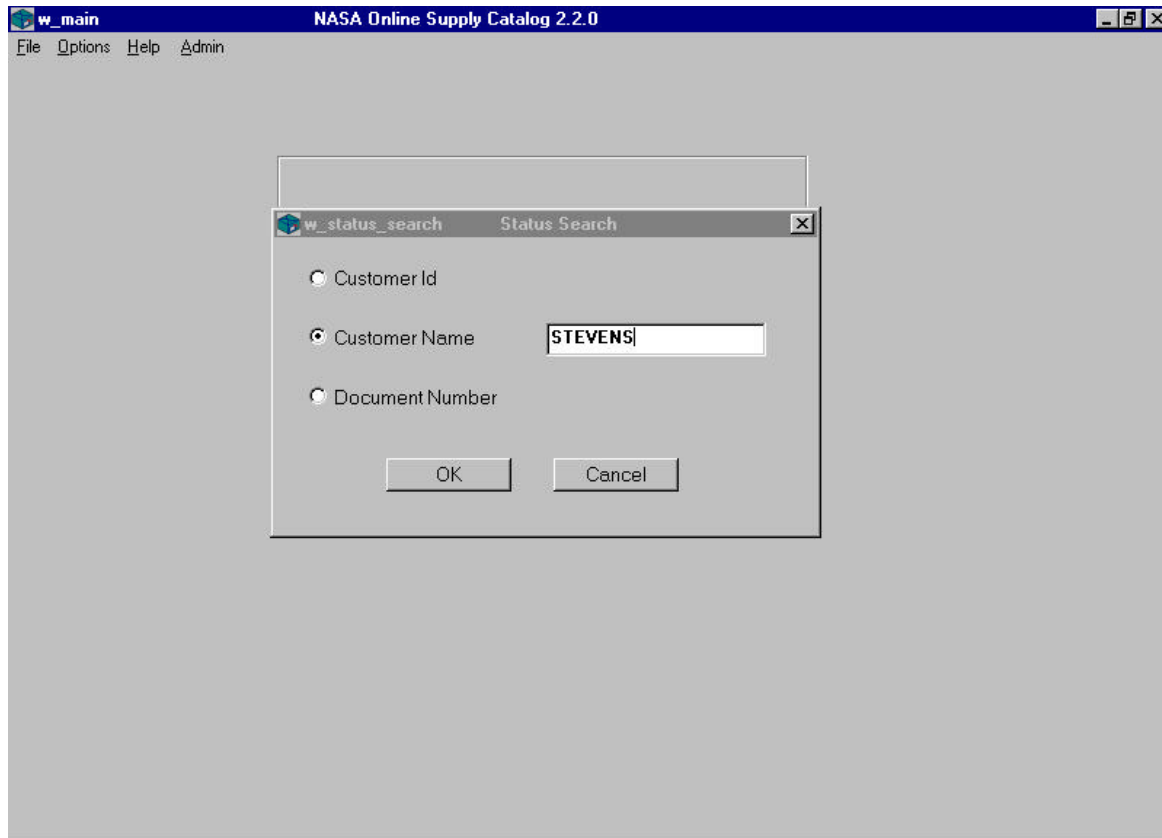 w_main NASA Online Supply Catalog 2.2.0
File Options Help Admin
w_status_search Status Search
Customer Id
Customer Name STEVENS
Document Number
OK Cancel